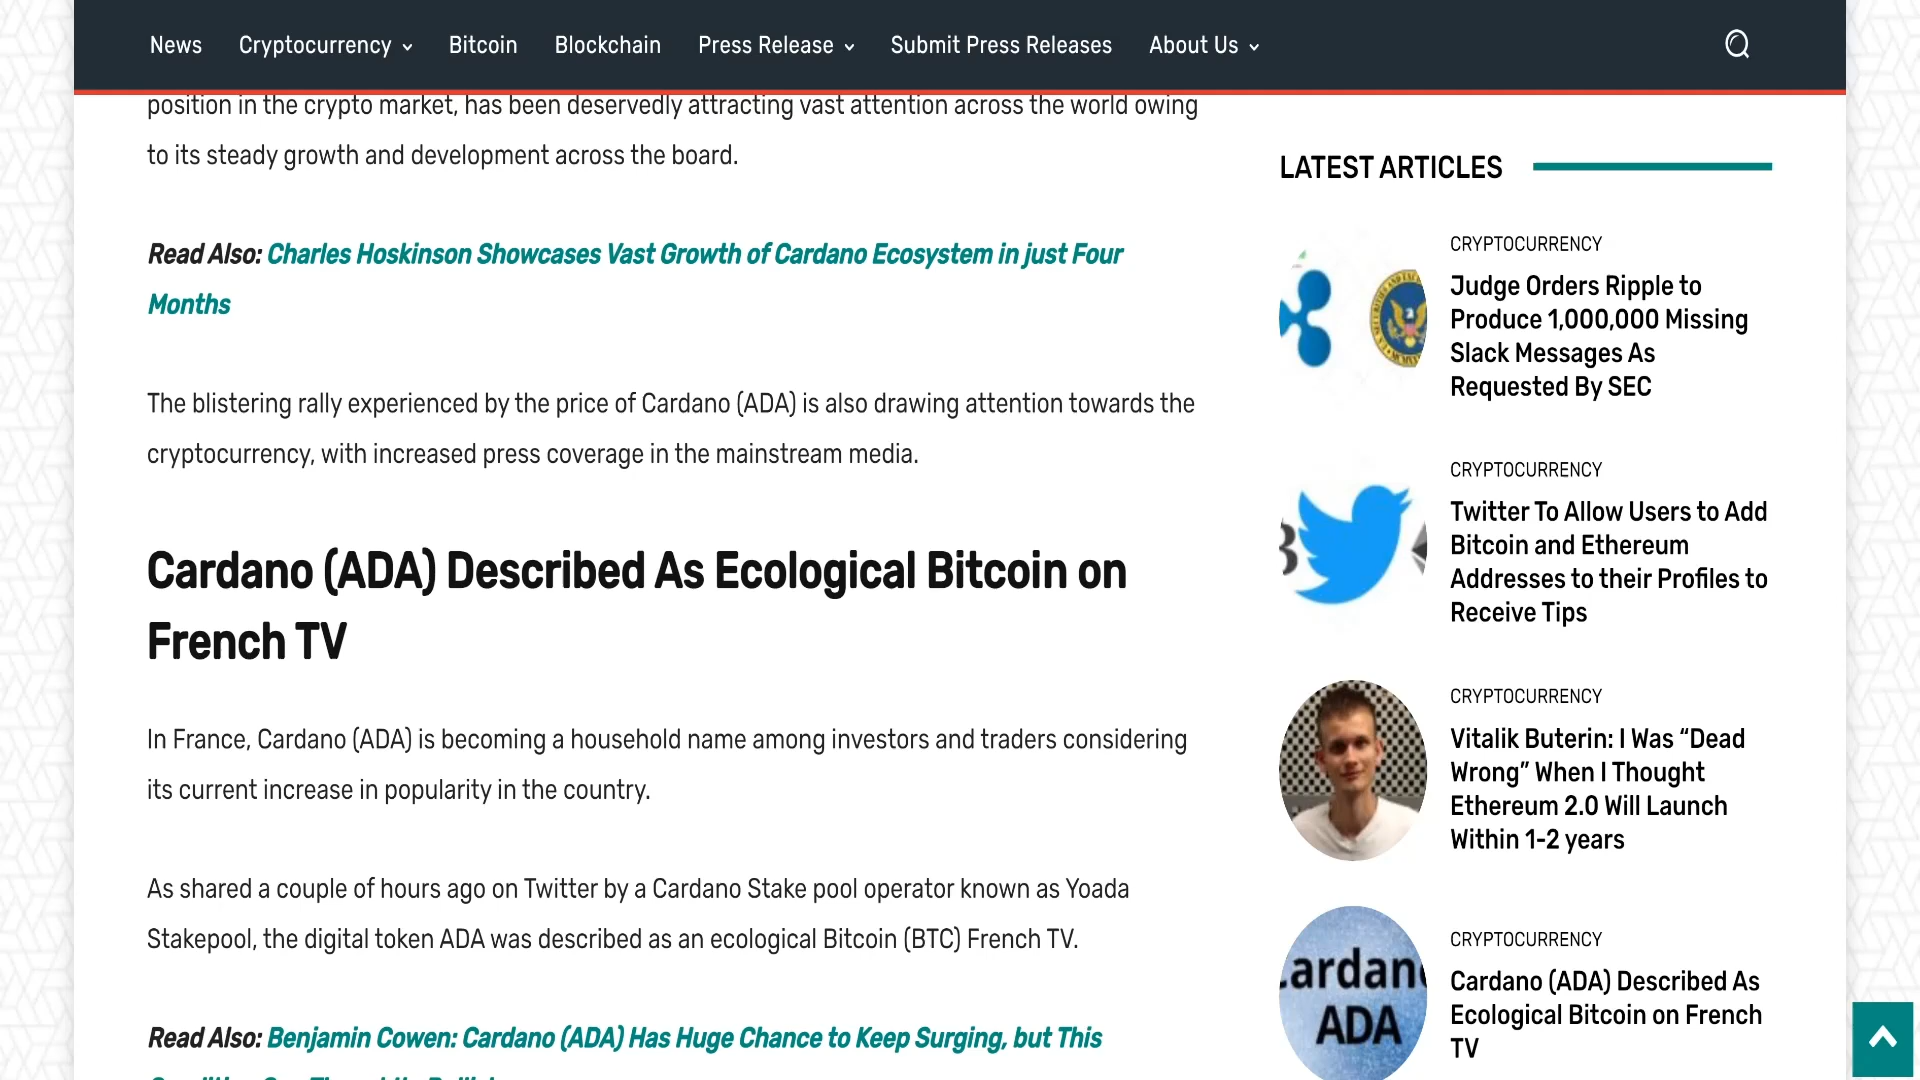 News Cryptocurrency Bitcoin Blockchain Press Release Submit Press Releases About Us
position in the crypto market, has been deservedly attracting vast attention across the world owing
to its steady growth and development across the board.
Read Also: Charles Hoskinson Showcases Vast Growth of Cardano Ecosystem in just Four
Months
The blistering rally experienced by the price of Cardano (ADA) is also drawing attention towards the
cryptocurrency, with increased press coverage in the mainstream media.
Cardano (ADA) Described As Ecological Bitcoin on
French TV
In France, Cardano (ADA) is becoming a household name among investors and traders considering
its current increase in popularity in the country.
As shared a couple of hours ago on Twitter by a Cardano Stake pool operator known as Yoada
Stakepool, the digital token ADA was described as an ecological Bitcoin (BTC) French TV.
Read Also: Benjamin Cowen: Cardano (ADA) Has Huge Chance to Keep Surging, but This
LATEST ARTICLES
CRYPTOCURRENCY
Judge Orders Ripple to
Produce 1,000,000 Missing
Slack Messages As
Requested By SEC
CRYPTOCURRENCY
Twitter To Allow Users to Add
Bitcoin and Ethereum
Addresses to their Profiles to
Receive Tips
CRYPTOCURRENCY
Vitalik Buterin: I Was “Dead
Wrong” When I Thought
Ethereum 2.0 Will Launch
Within 1-2 years
ardan
ADA
CRYPTOCURRENCY
Cardano (ADA) Described As
Ecological Bitcoin on French
TV